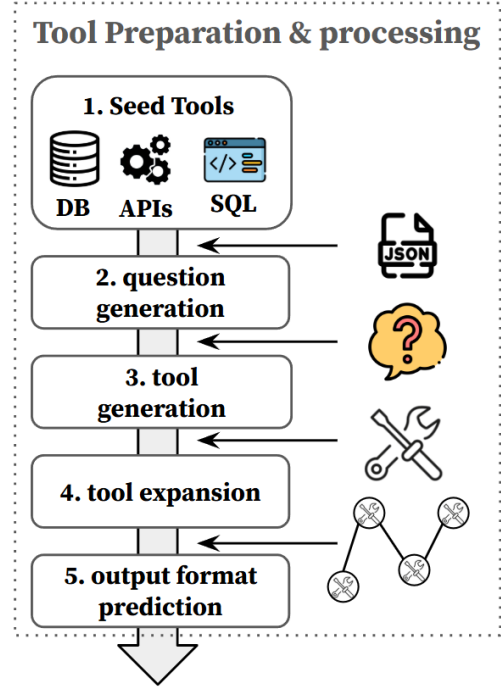 Tool Preparation & processing
1. Seed Tools
</>
DB
APIs
SQL
JSON
2. question
generation
?
3. tool
generation
4. tool expansion
5. output format
prediction